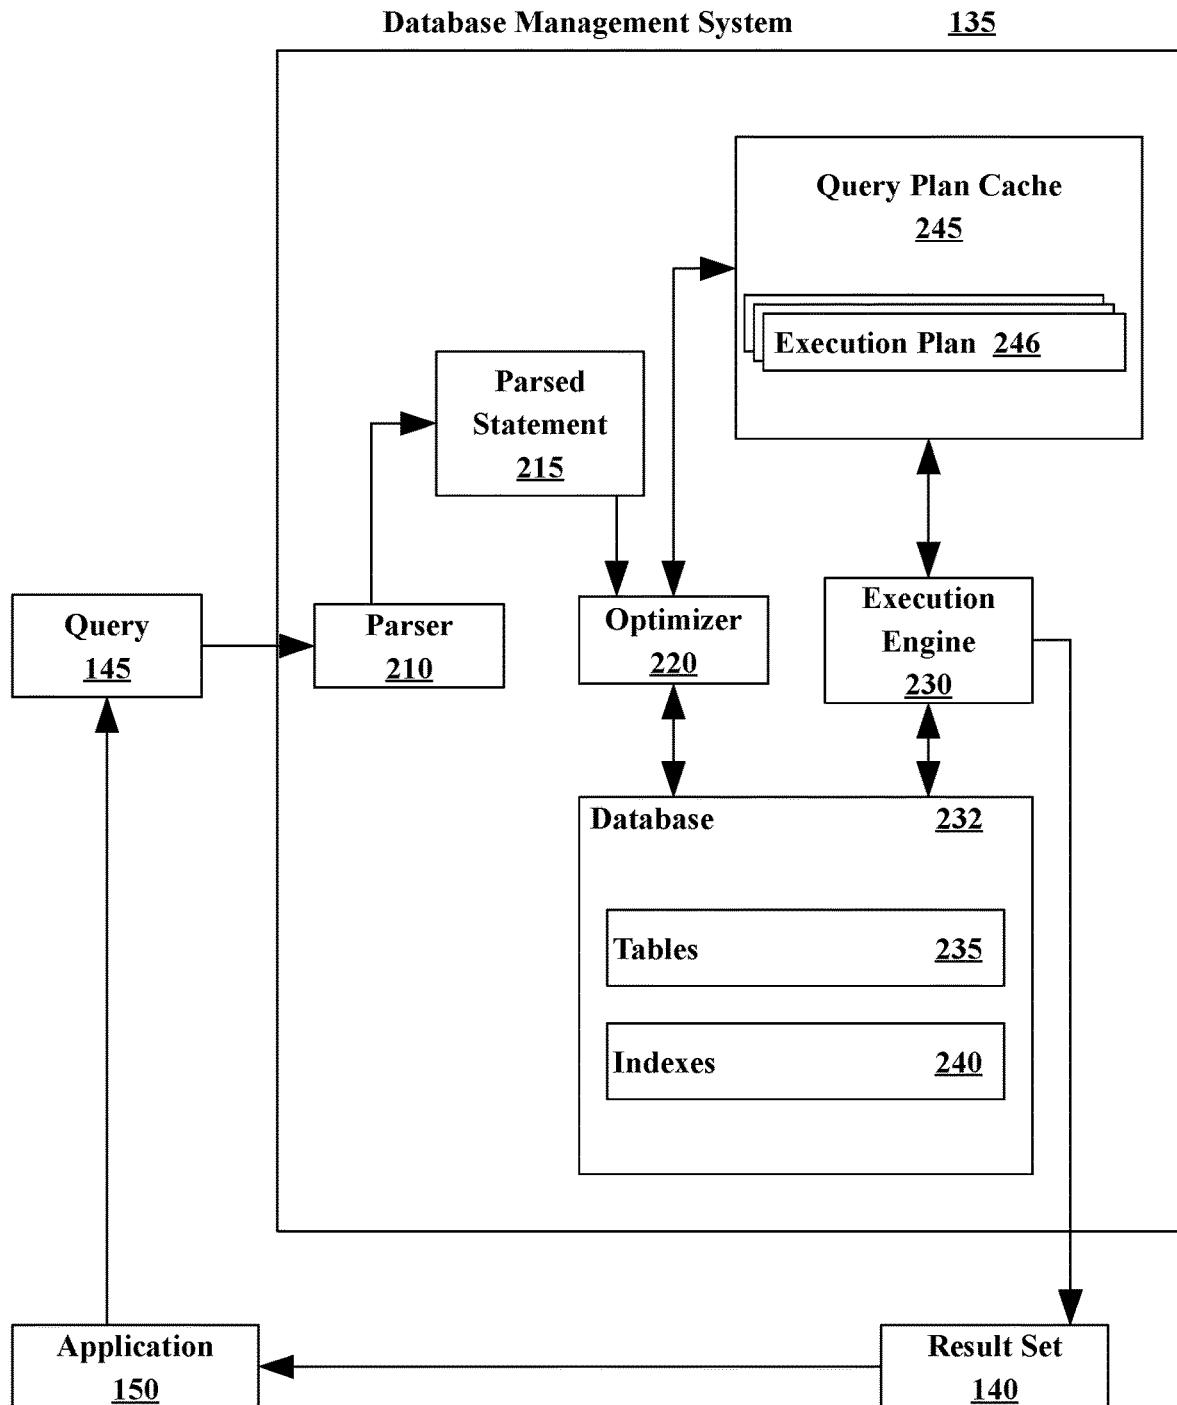 Database Management System 135
Query Plan Cache
245
Execution Plan 246
Parsed
Statement
215
Query
145
Parser
210
Optimizer
220
Execution
Engine
230
Database 232
Tables 235
Indexes 240
Application
150
Result Set
140